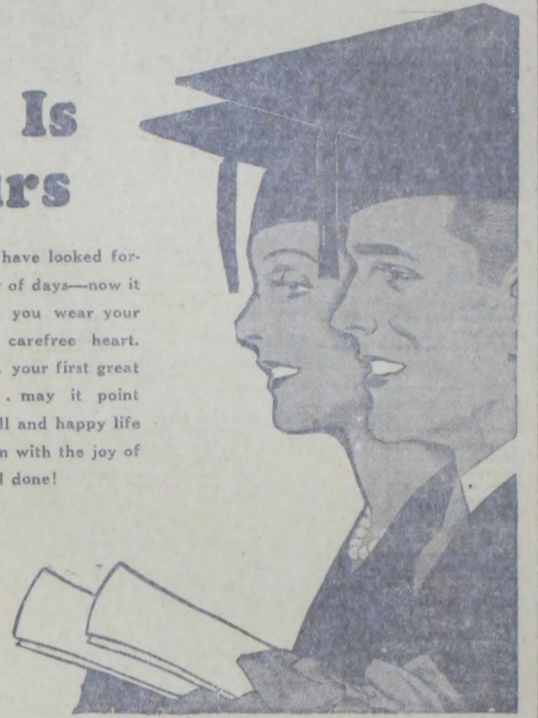 Is
urs
have looked for-
of days—now it
you wear your
carefree heart.
your first great
. may it point
ll and happy life
with the joy of
done!